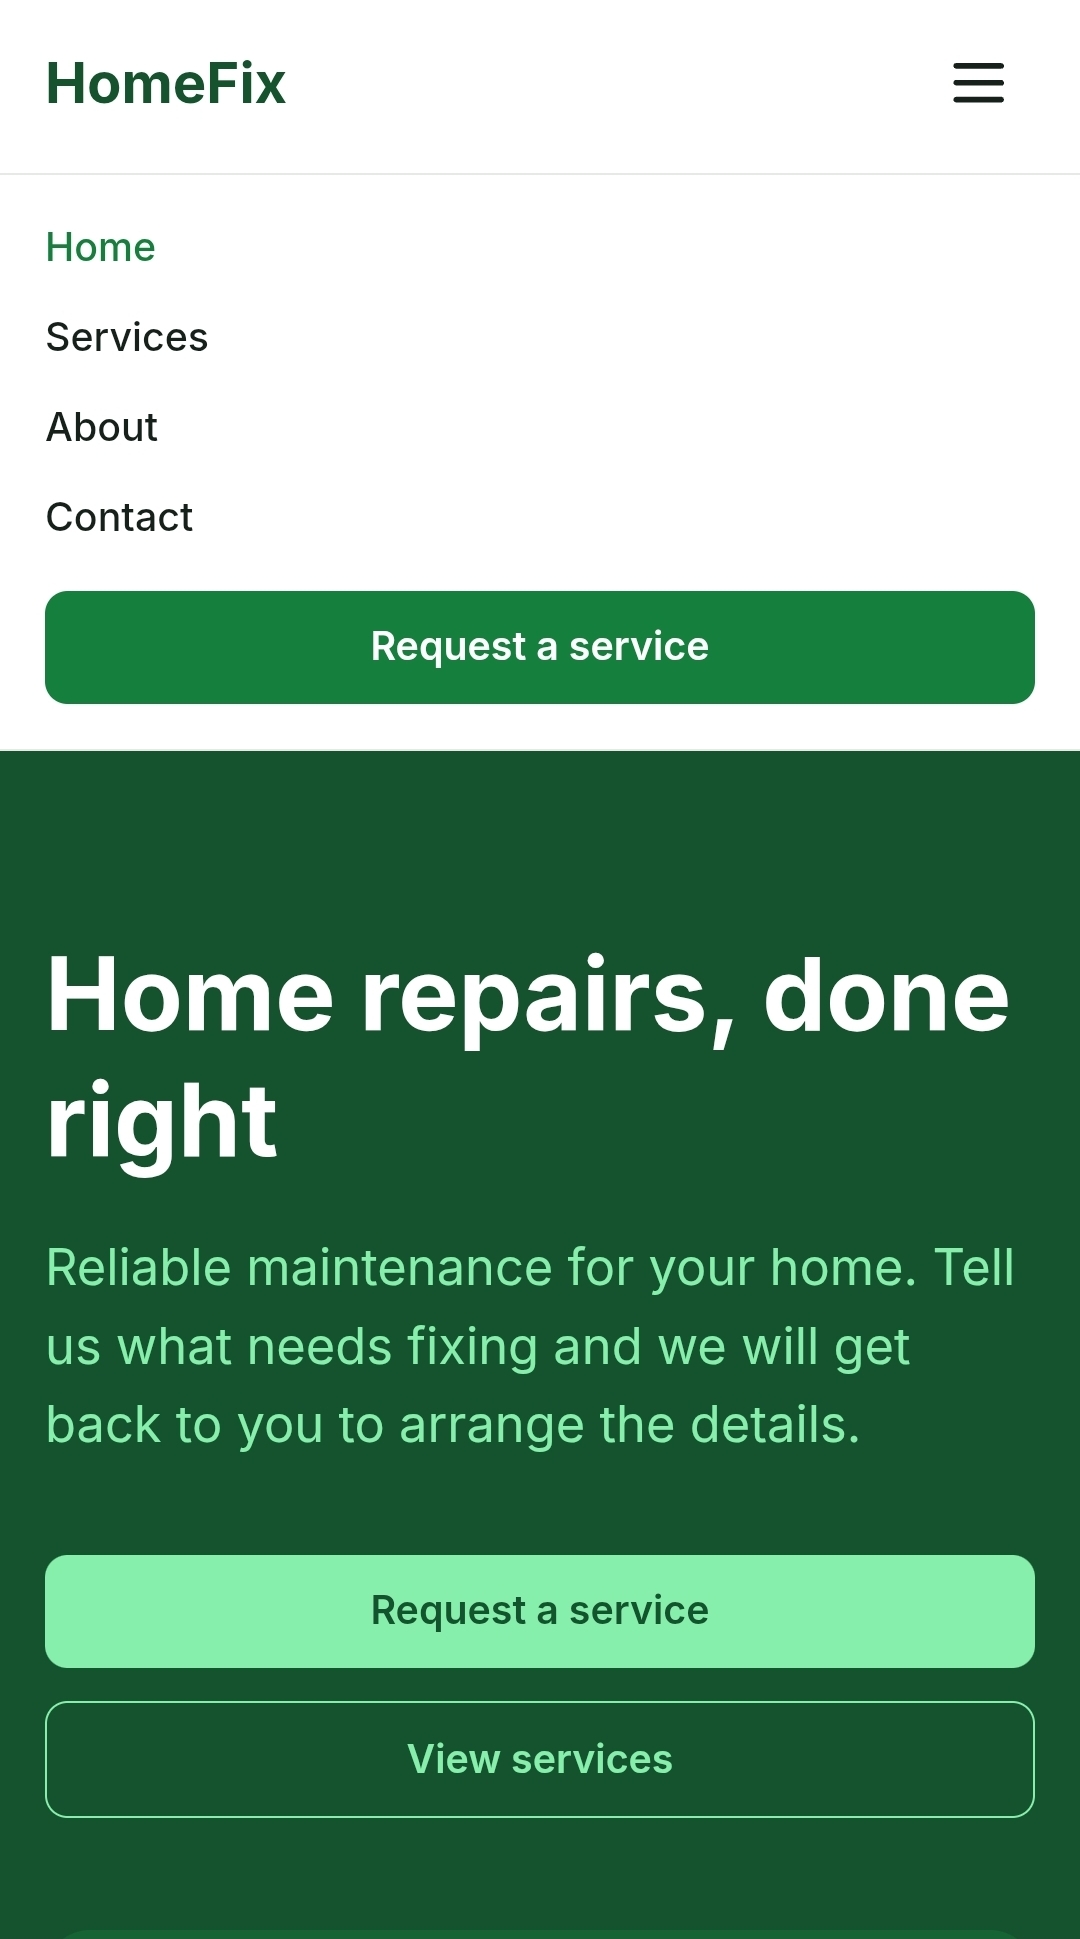 HomeFix
Home
Services
About
Contact
Request a service
Home repairs, done
right
Reliable maintenance for your home. Tell
us what needs fixing and we will get
back to you to arrange the details.
Request a service
View services